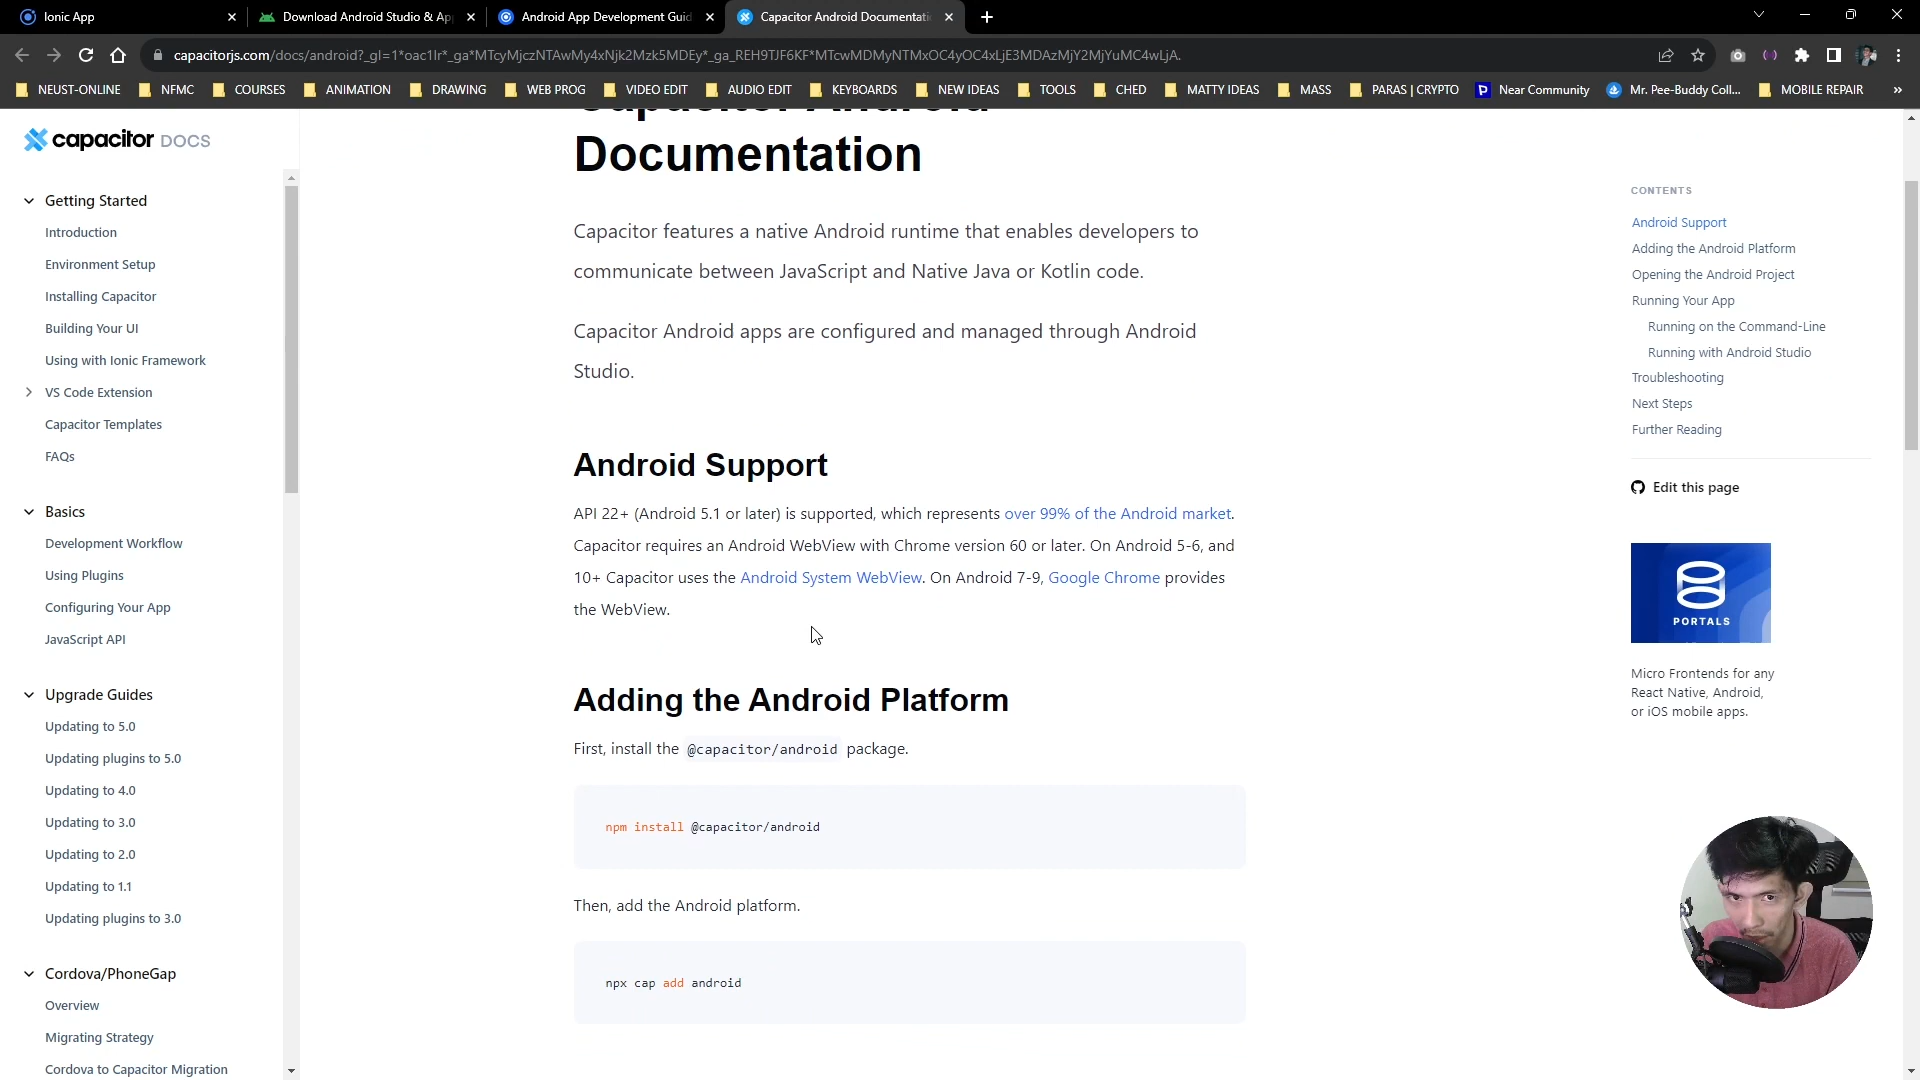 Ionic App
Download Android Studio & Ap
Android App Development Guid
Capacitor Android Documentati
capacitorjs.com/docs/android?_gl=1*oac1lr*_ga*MTcyMjczNTAwMy4xNjk2Mzk5MDEy*_ga_REH9TJF6KF*MTcwMDMyNTMxOC4yOC4xLjE3MDAzMjY2MjYuMC4wLjA.
NEUST-ONLINE
NFMC
COURSES
ANIMATION
DRAWING
WEB PROG
VIDEO EDIT
AUDIO EDIT
KEYBOARDS
NEW IDEAS
TOOLS
CHED
MATTY IDEAS
MASS
PARAS | CRYPTO
Near Community
Mr. Pee-Buddy Coll...
MOBILE REPAIR
capacitor DOCS
Getting Started
Introduction
Environment Setup
Installing Capacitor
Building Your UI
Using with Ionic Framework
VS Code Extension
Capacitor Templates
FAQs
Basics
Development Workflow
Using Plugins
Configuring Your App
JavaScript API
Upgrade Guides
Updating to 5.0
Updating plugins to 5.0
Updating to 4.0
Updating to 3.0
Updating to 2.0
Updating to 1.1
Updating plugins to 3.0
Cordova/PhoneGap
Overview
Migrating Strategy
Cordova to Capacitor Migration
Capacitor Android
Documentation
Capacitor features a native Android runtime that enables developers to
communicate between JavaScript and Native Java or Kotlin code.
Capacitor Android apps are configured and managed through Android
Studio.
Android Support
API 22+ (Android 5.1 or later) is supported, which represents over 99% of the Android market.
Capacitor requires an Android WebView with Chrome version 60 or later. On Android 5-6, and
10+ Capacitor uses the Android System WebView. On Android 7-9, Google Chrome provides
the WebView.
Adding the Android Platform
First, install the @capacitor/android package.
npm install @capacitor/android
Then, add the Android platform.
npx cap add android
CONTENTS
Android Support
Adding the Android Platform
Opening the Android Project
Running Your App
Running on the Command-Line
Running with Android Studio
Troubleshooting
Next Steps
Further Reading
Edit this page
PORTALS
Micro Frontends for any
React Native, Android,
or iOS mobile apps.